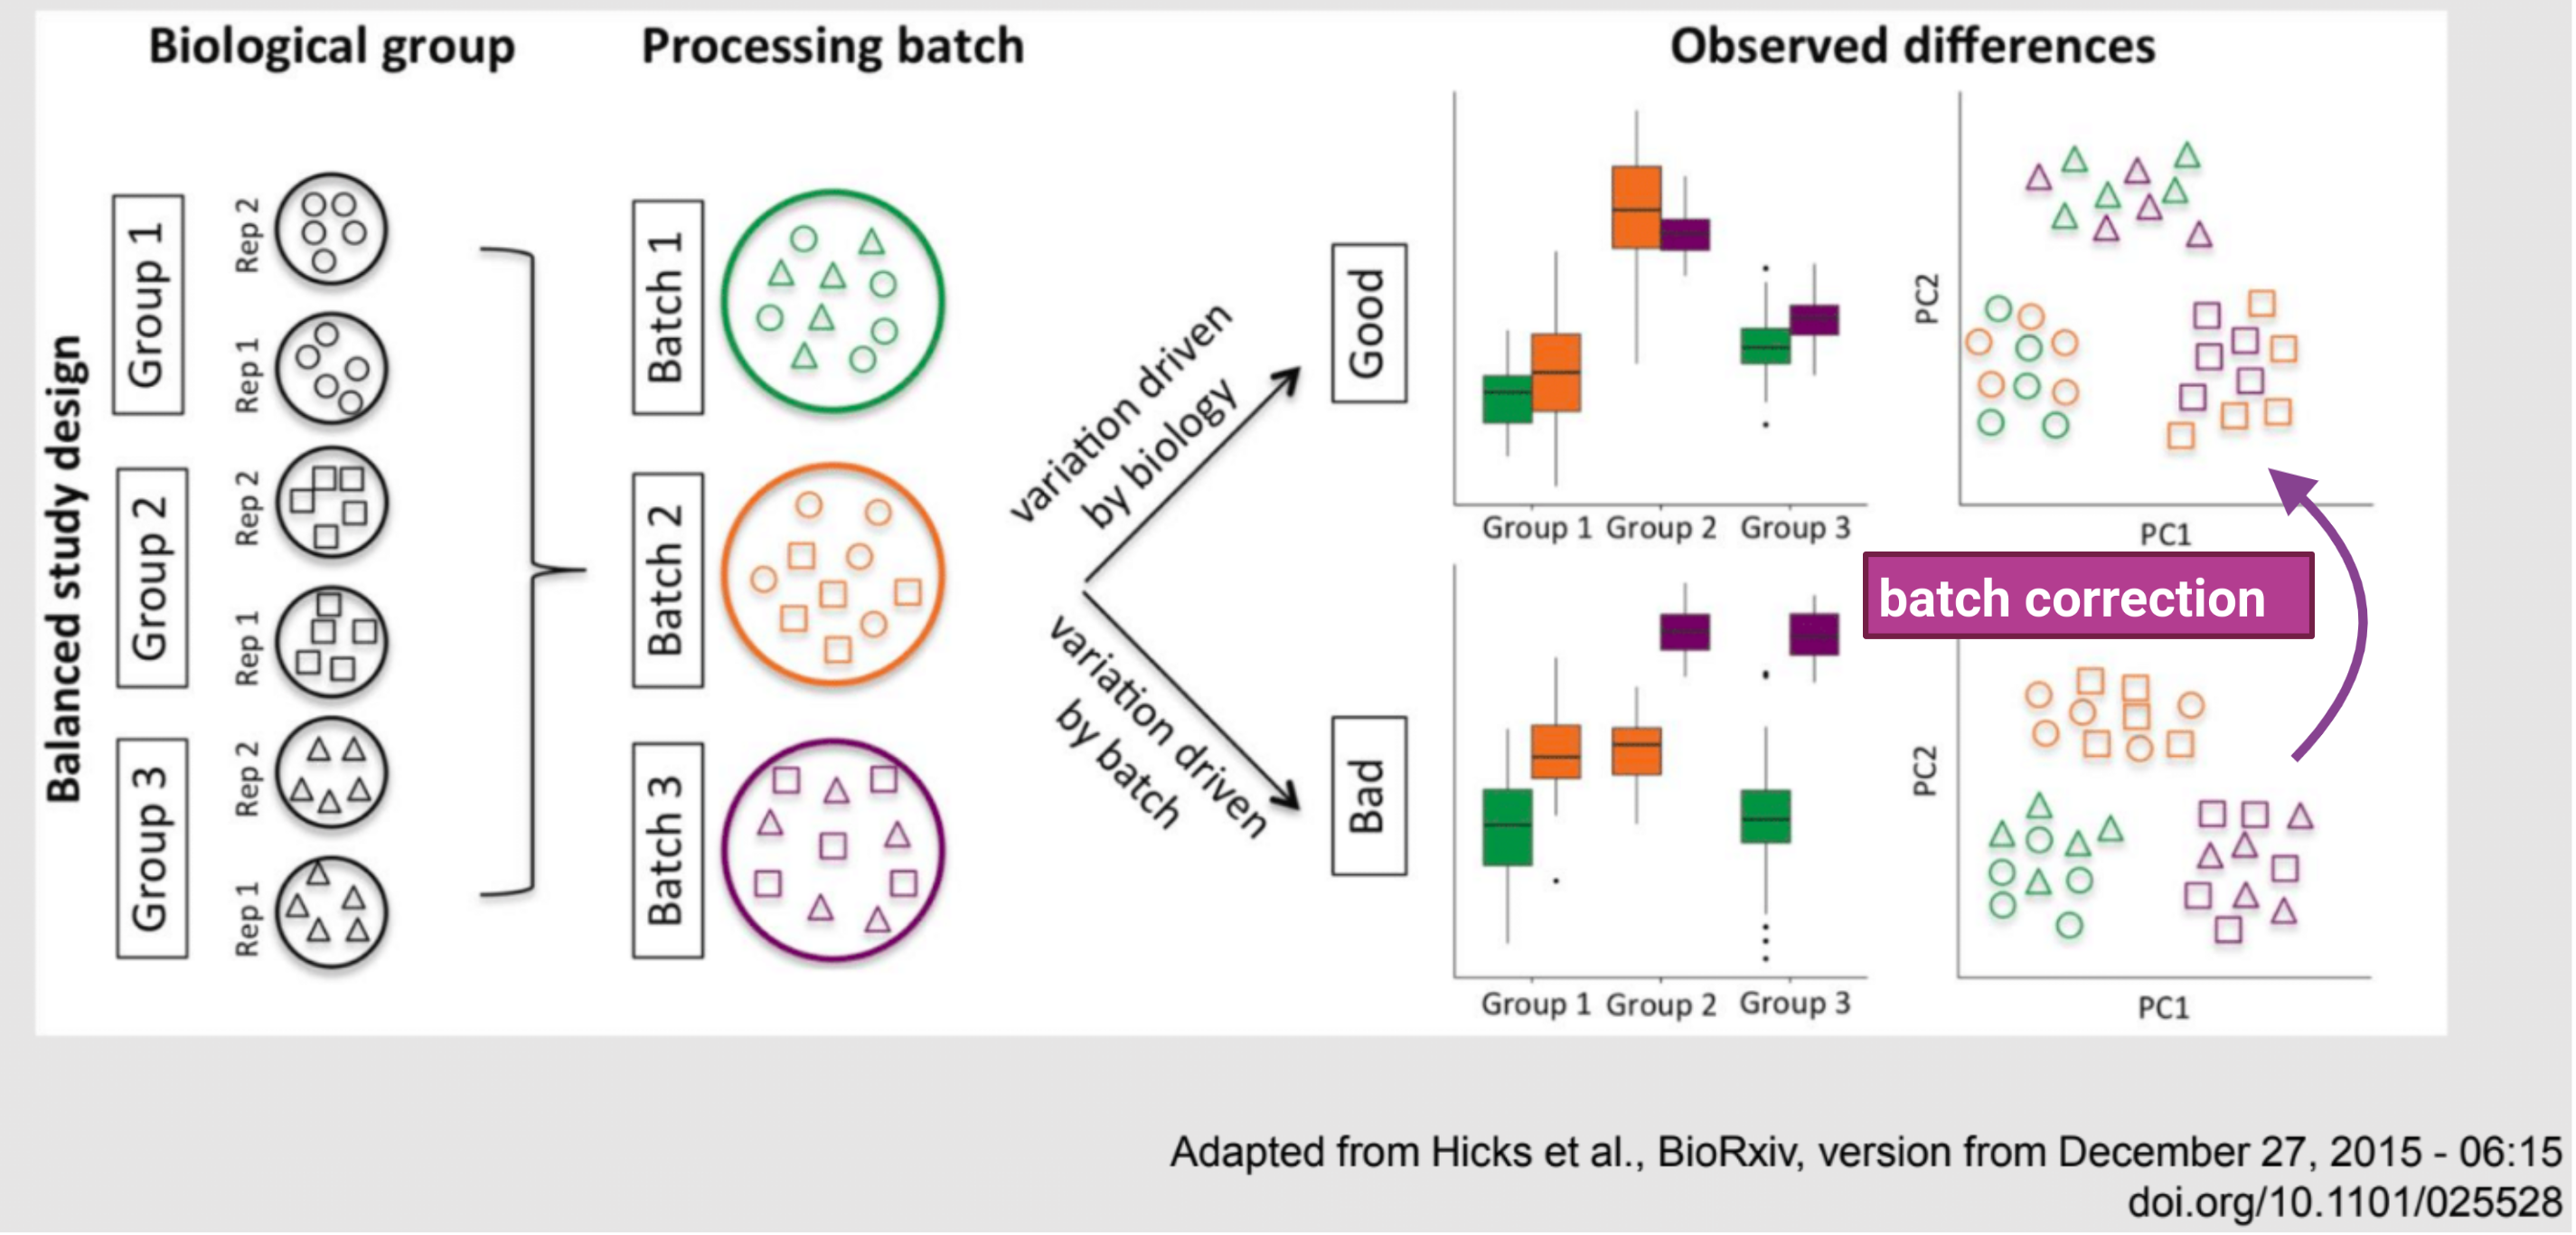 Biological group
Processing batch
Observed differences
Balanced study design
Group 1
Rep 2
Rep 1
Group 2
Rep 2
Rep 1
Group 3
Rep 2
Rep 1
Batch 1
Batch 2
Batch 3
variation driven
by biology
variation driven
by batch
Good
Group 1 Group 2 Group 3
PC2
PC1
batch correction
Bad
Group 1 Group 2 Group 3
PC2
PC1
Adapted from Hicks et al., BioRxiv, version from December 27, 2015 - 06:15
doi.org/10.1101/025528